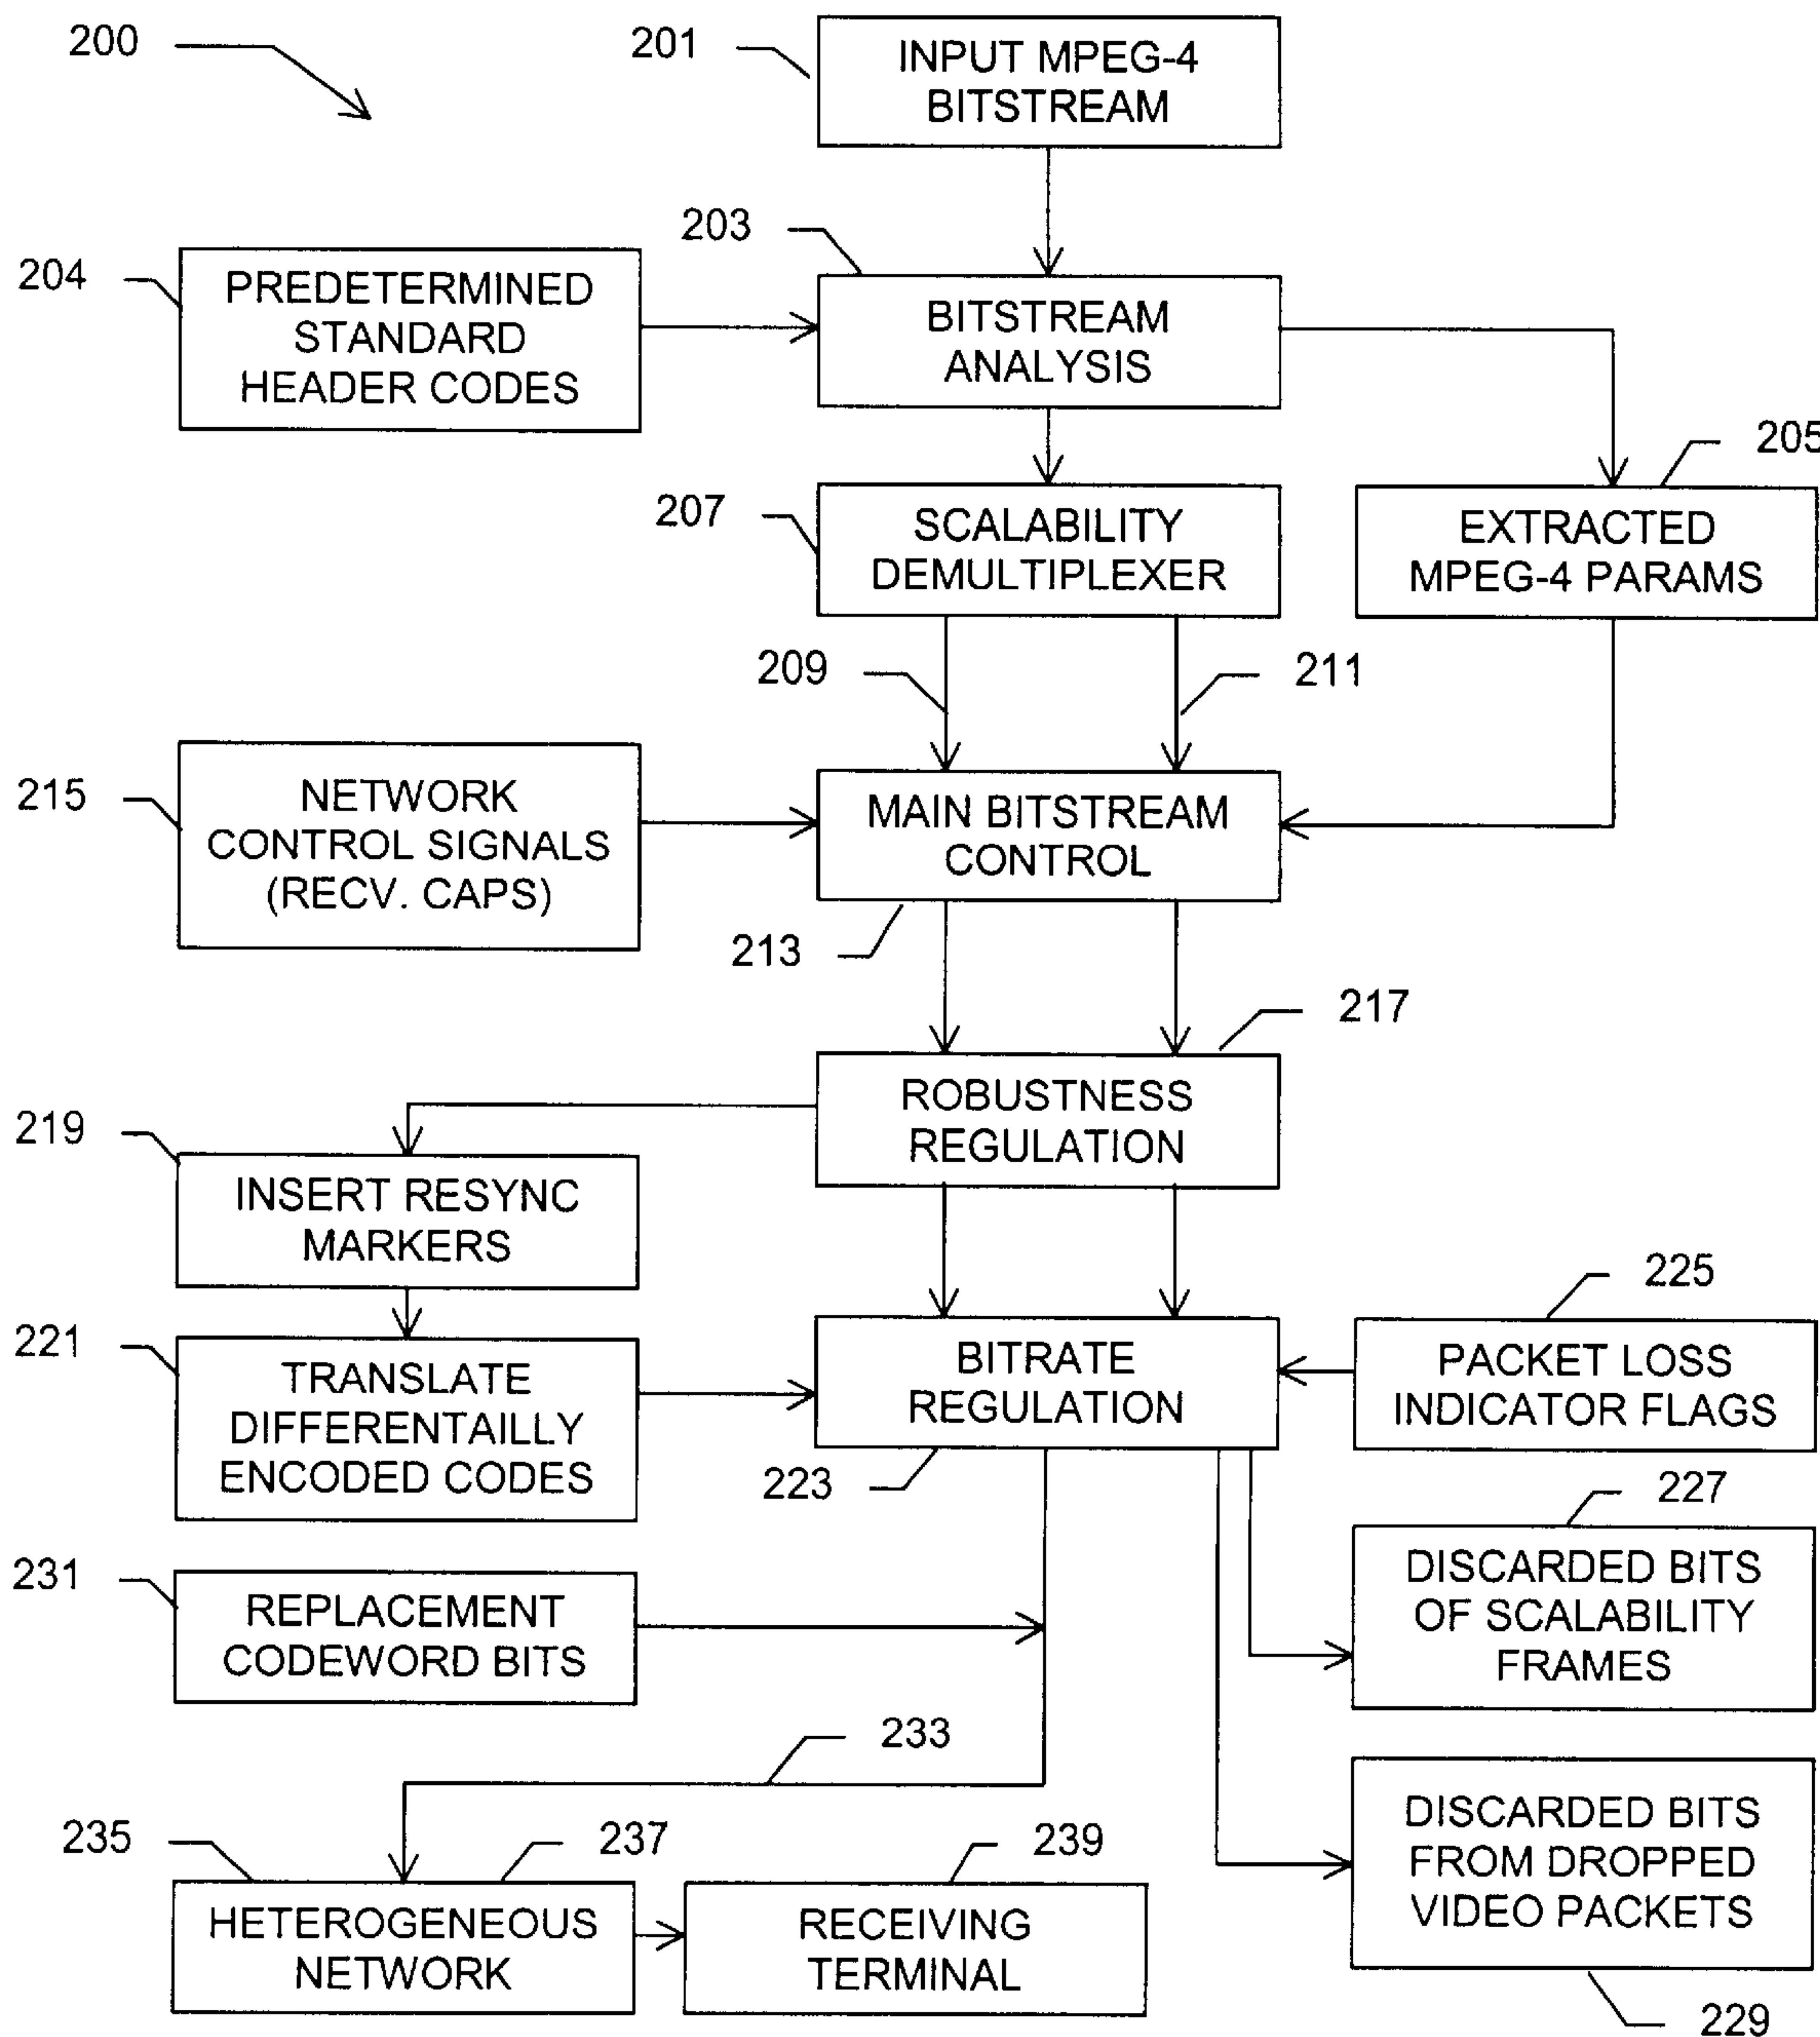 200
201
INPUT MPEG-4
BITSTREAM
203
204
PREDETERMINED
STANDARD
HEADER CODES
BITSTREAM
ANALYSIS
205
207
SCALABILITY
DEMULTIPLEXER
EXTRACTED
MPEG-4 PARAMS
209
211
215
NETWORK
CONTROL SIGNALS
(RECV. CAPS)
MAIN BITSTREAM
CONTROL
213
217
ROBUSTNESS
REGULATION
219
INSERT RESYNC
MARKERS
225
221
TRANSLATE
DIFFERENTAILLY
ENCODED CODES
BITRATE
REGULATION
PACKET LOSS
INDICATOR FLAGS
223
227
231
REPLACEMENT
CODEWORD BITS
DISCARDED BITS
OF SCALABILITY
FRAMES
233
235
237
239
HETEROGENEOUS
NETWORK
RECEIVING
TERMINAL
DISCARDED BITS
FROM DROPPED
VIDEO PACKETS
229